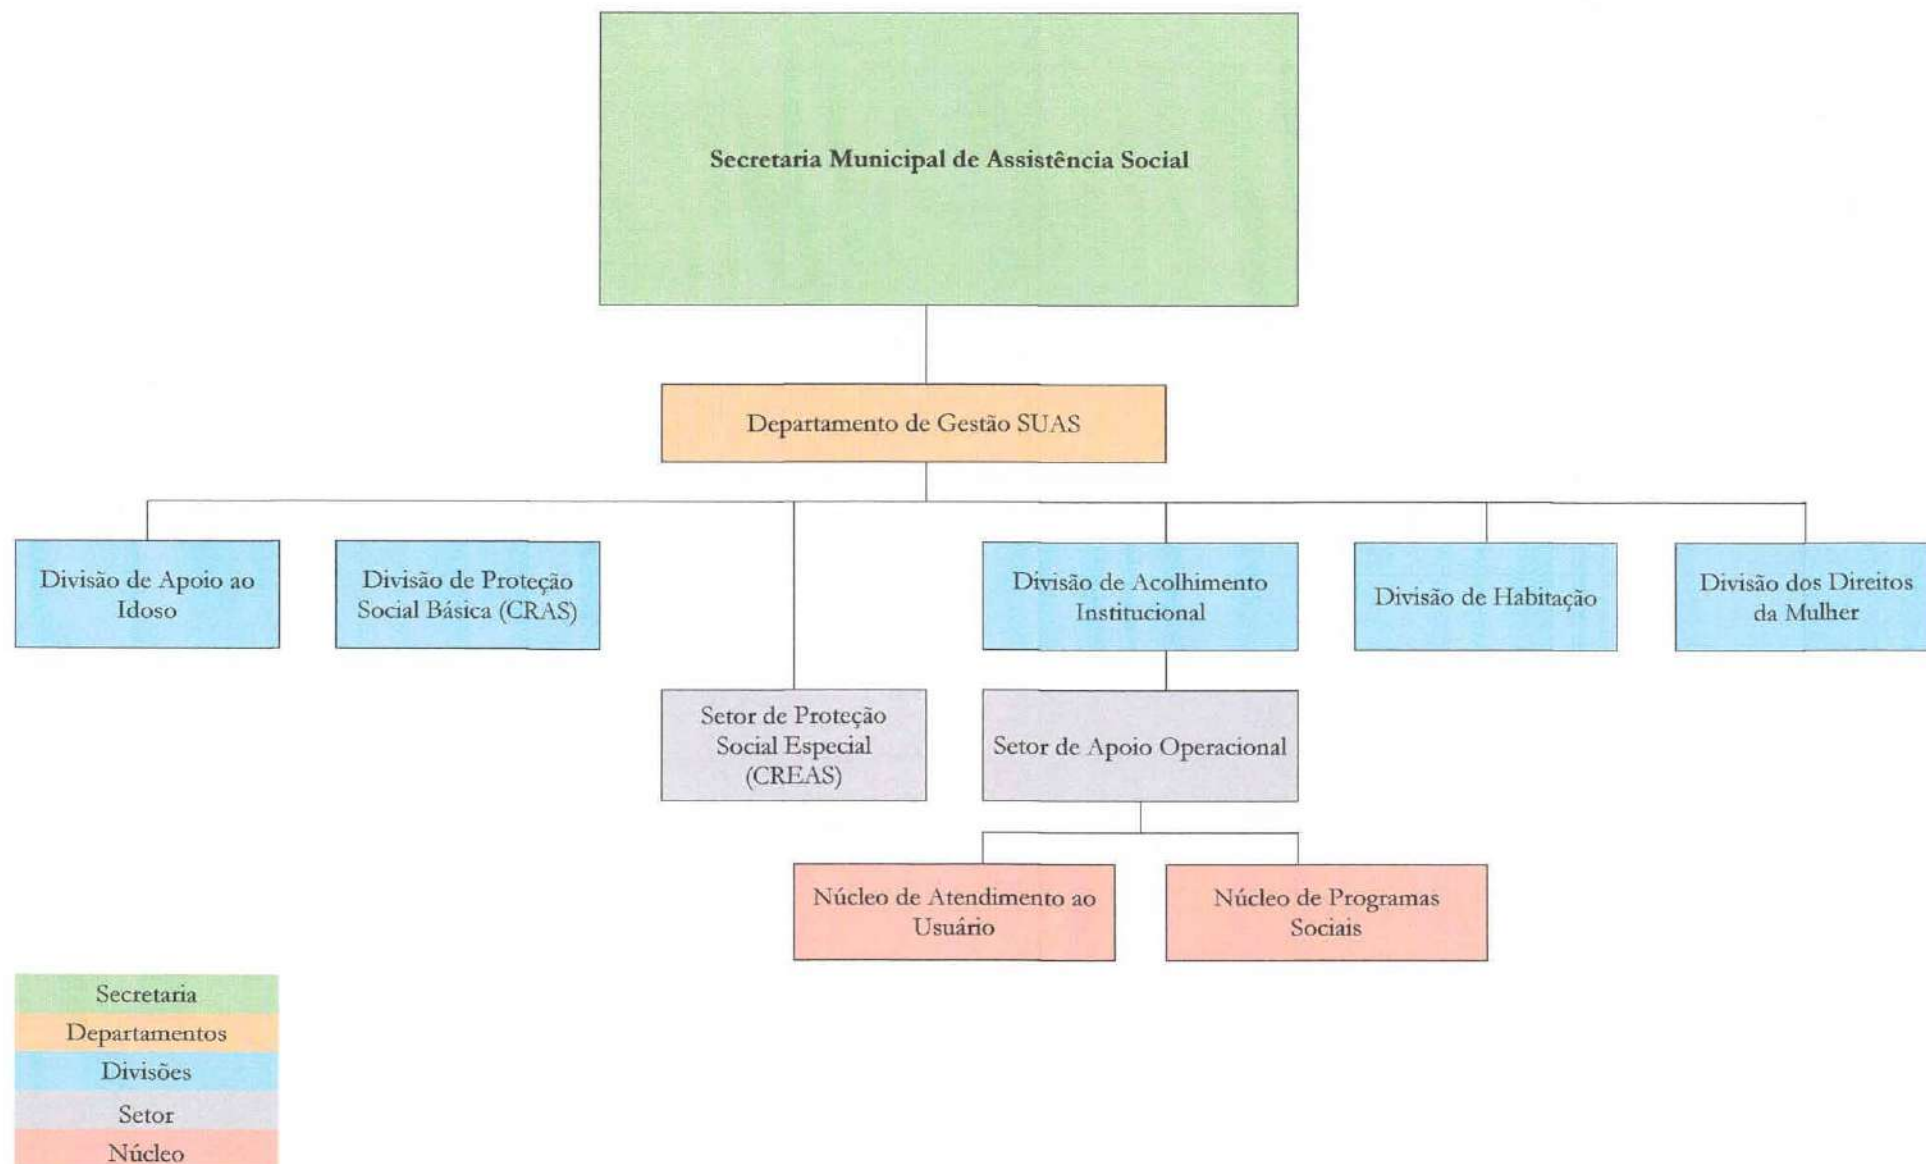 Secretaria Municipal de Assistência Social
Departamento de Gestão SUAS
Divisão de Apoio ao
Idoso
Divisão de Proteção
Social Básica (CRAS)
Divisão de Acolhimento
Institucional
Divisão de Habitação
Divisão dos Direitos
da Mulher
Setor de Proteção
Social Especial
(CREAS)
Setor de Apoio Operacional
Núcleo de Atendimento ao
Usuário
Núcleo de Programas
Sociais
Secretaria
Departamentos
Divisões
Setor
Núcleo